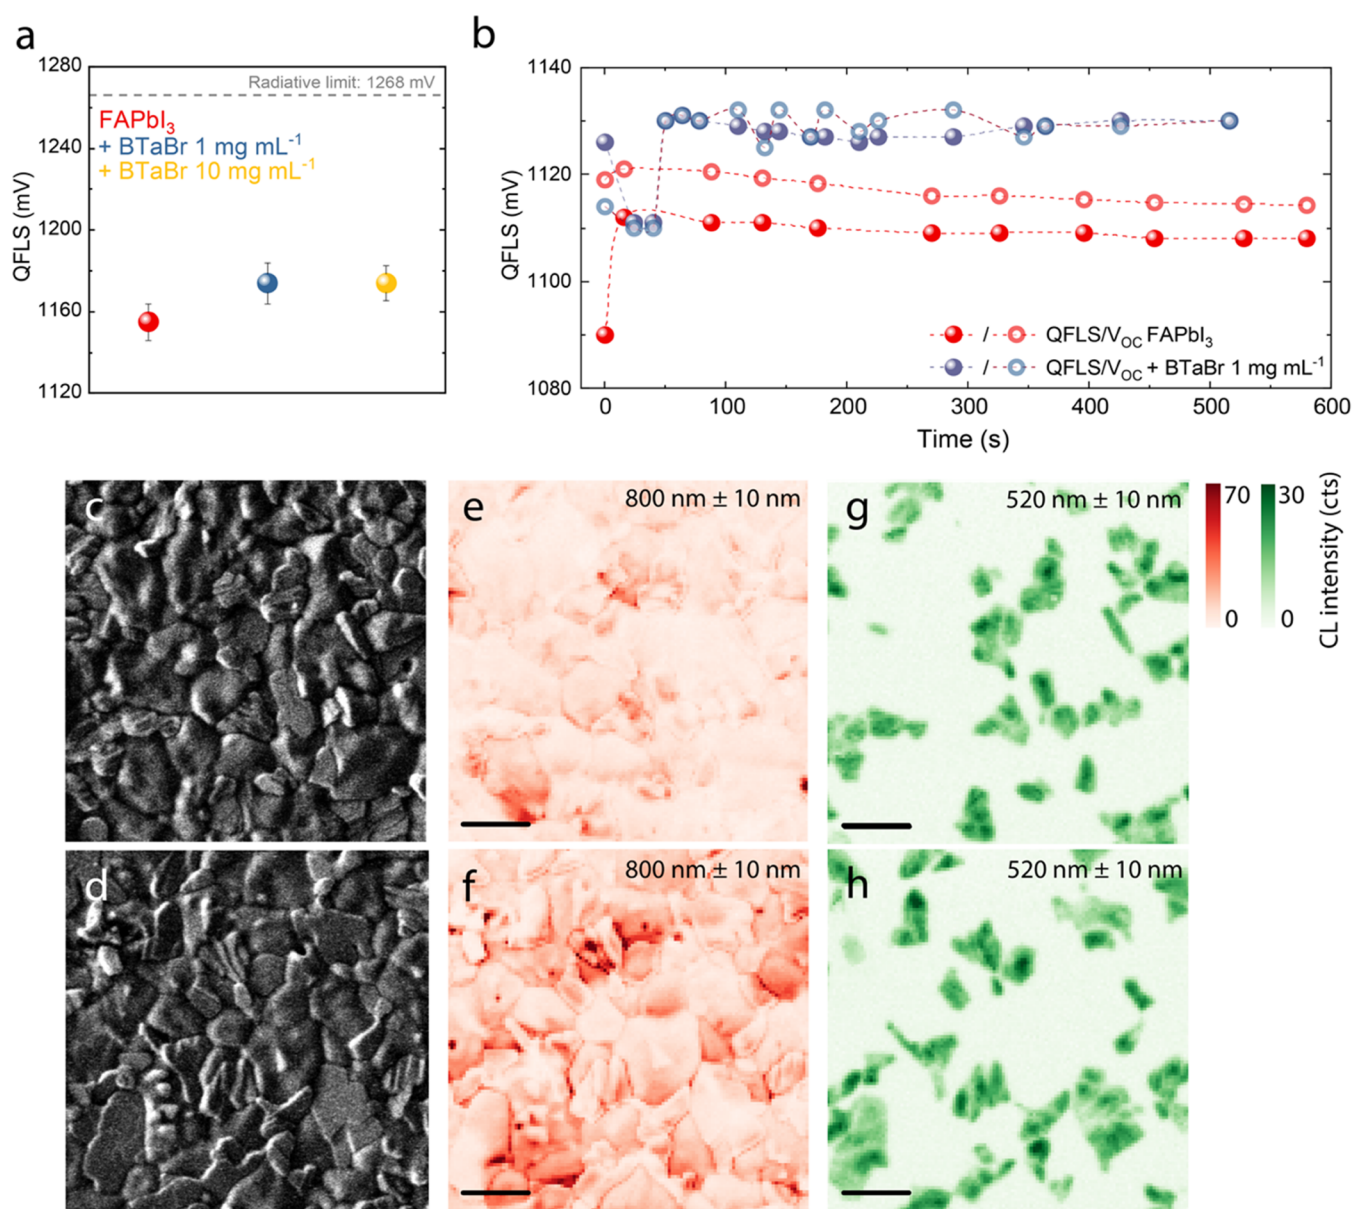 a
1280
1240
1200
1160
1120
QFLS (mV)
Radiative limit: 1268 mV
FAPbI₃
+ BTaBr 1 mg mL⁻¹
+ BTaBr 10 mg mL⁻¹
b
1140
1120
1100
1080
QFLS (mV)
QFLS/V_OC FAPbI₃
QFLS/V_OC + BTaBr 1 mg mL⁻¹
/
/
0 100 200 300 400 500 600
Time (s)
c
e
800 nm ± 10 nm
g
520 nm ± 10 nm
70
0
30
0
CL intensity (cts)
d
f
800 nm ± 10 nm
h
520 nm ± 10 nm